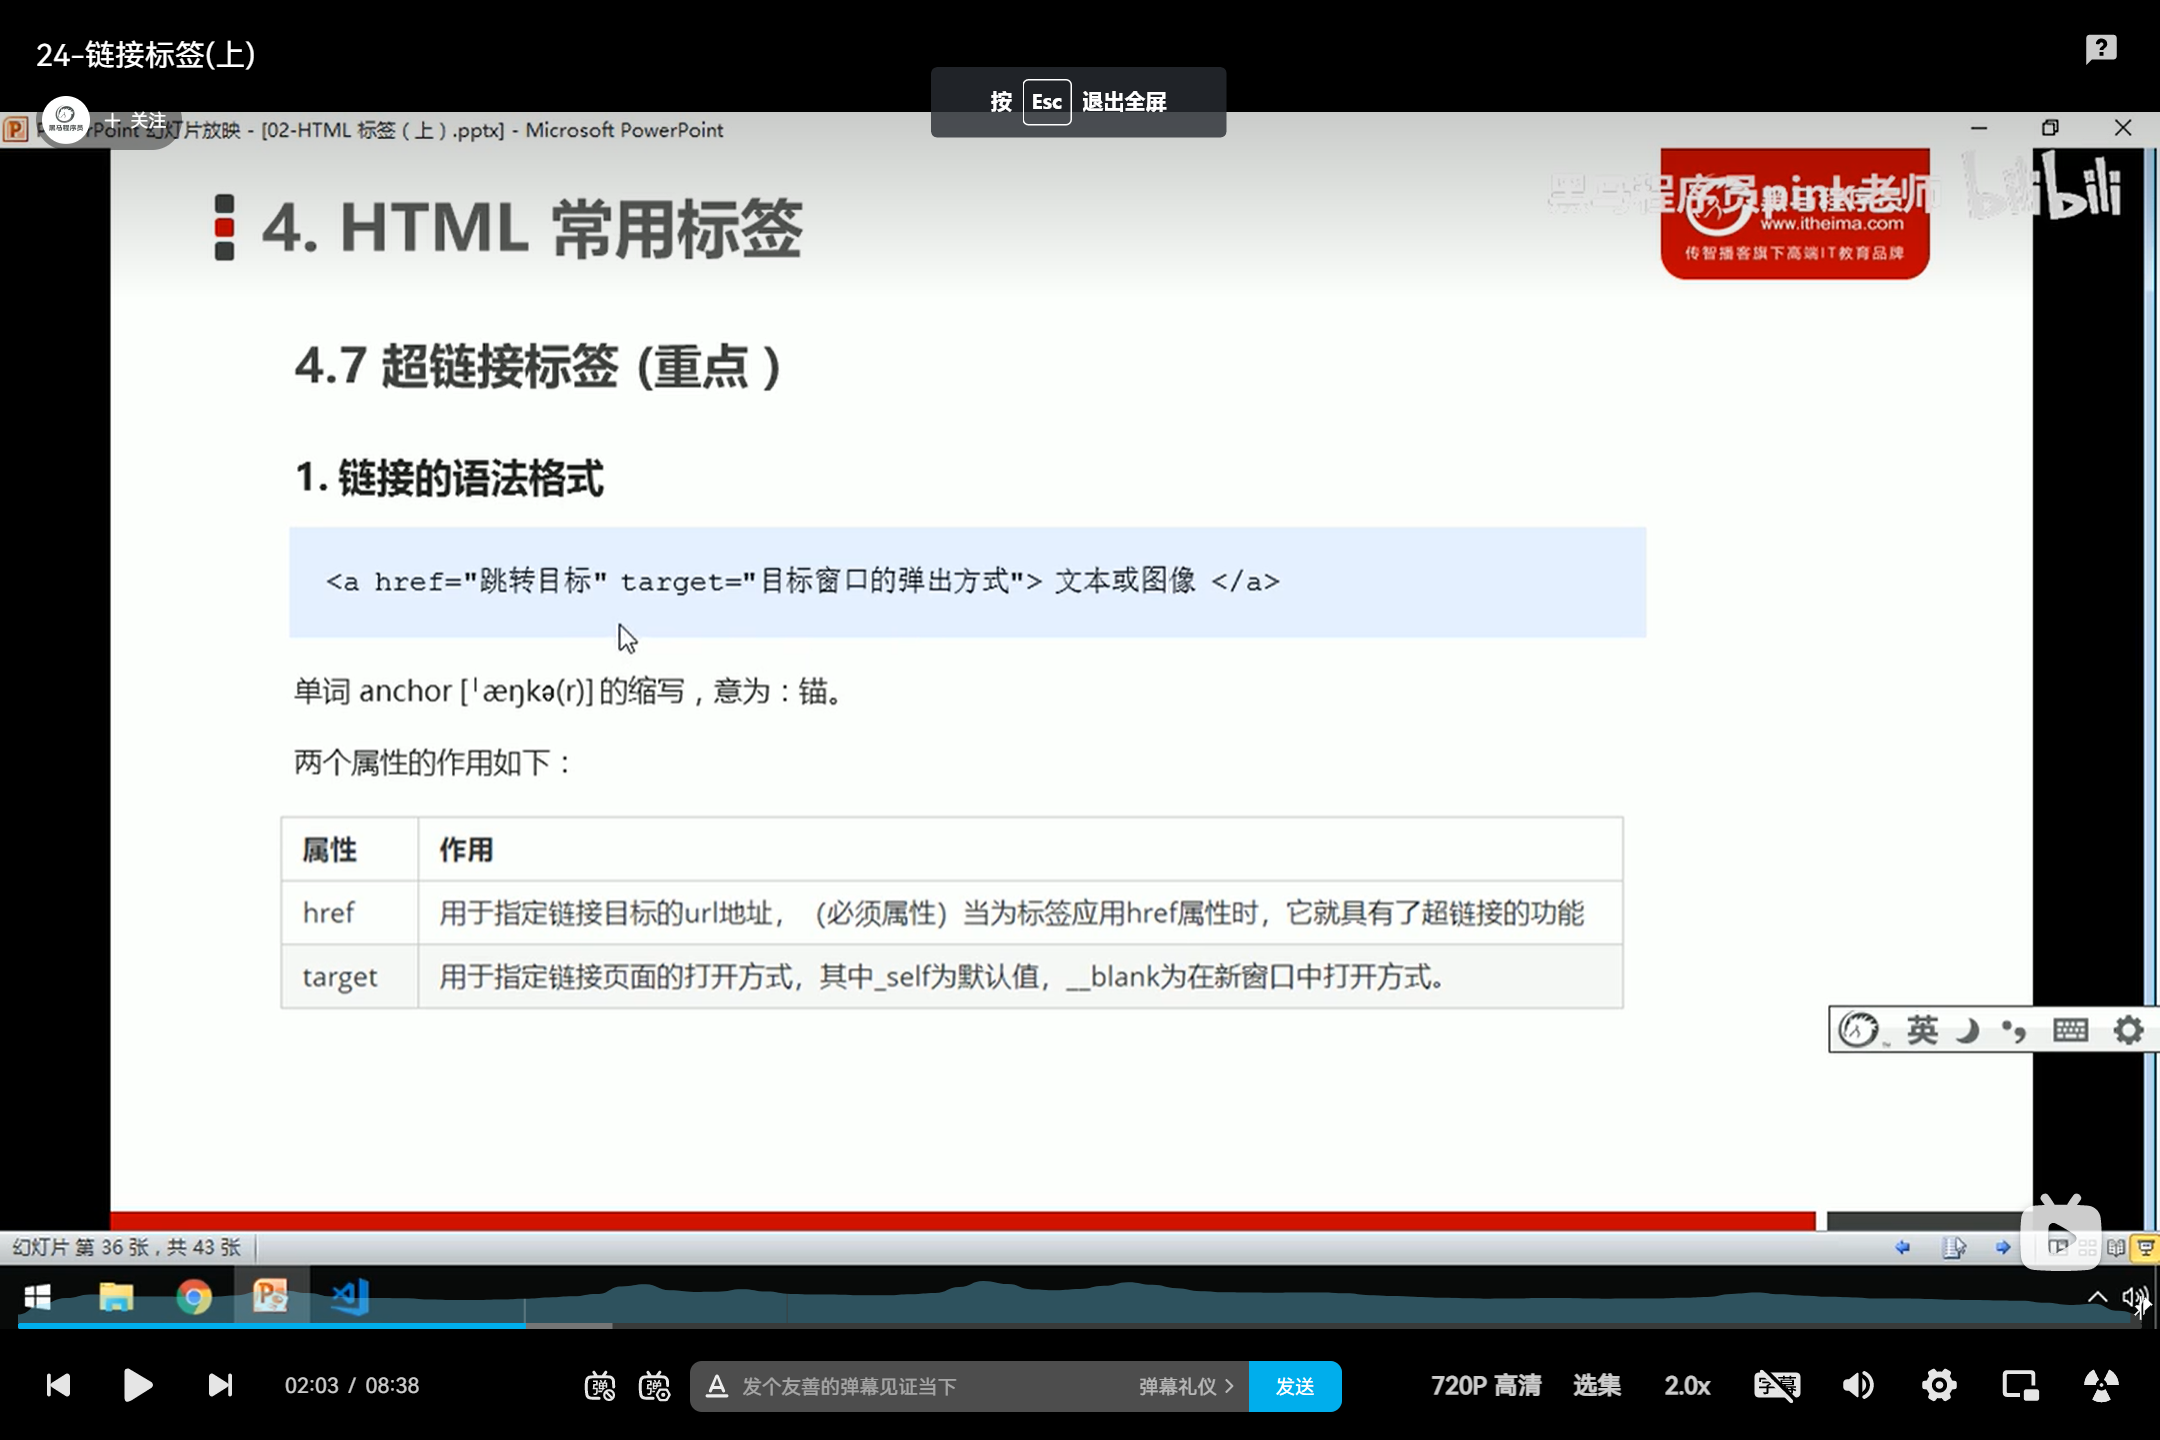 24-链接标签(上)
按 Esc 退出全屏
+ 关注
幻灯片放映 - [02-HTML 标签（上）.pptx] - Microsoft PowerPoint
4. HTML 常用标签
黑马程序员pink老师
bilibili
www.itheima.com
传智播客旗下高端IT教育品牌
4.7 超链接标签 (重点 )
1. 链接的语法格式
<a href="跳转目标" target="目标窗口的弹出方式"> 文本或图像 </a>
单词 anchor [ˈæŋkə(r)] 的缩写，意为：锚。
两个属性的作用如下：
属性 作用
href 用于指定链接目标的url地址，（必须属性）当为标签应用href属性时，它就具有了超链接的功能
target 用于指定链接页面的打开方式，其中_self为默认值，__blank为在新窗口中打开方式。
英
幻灯片 第 36 张，共 43 张
02:03 / 08:38
弹
弹
A 发个友善的弹幕见证当下
弹幕礼仪 >
发送
720P 高清
选集
2.0x
字幕